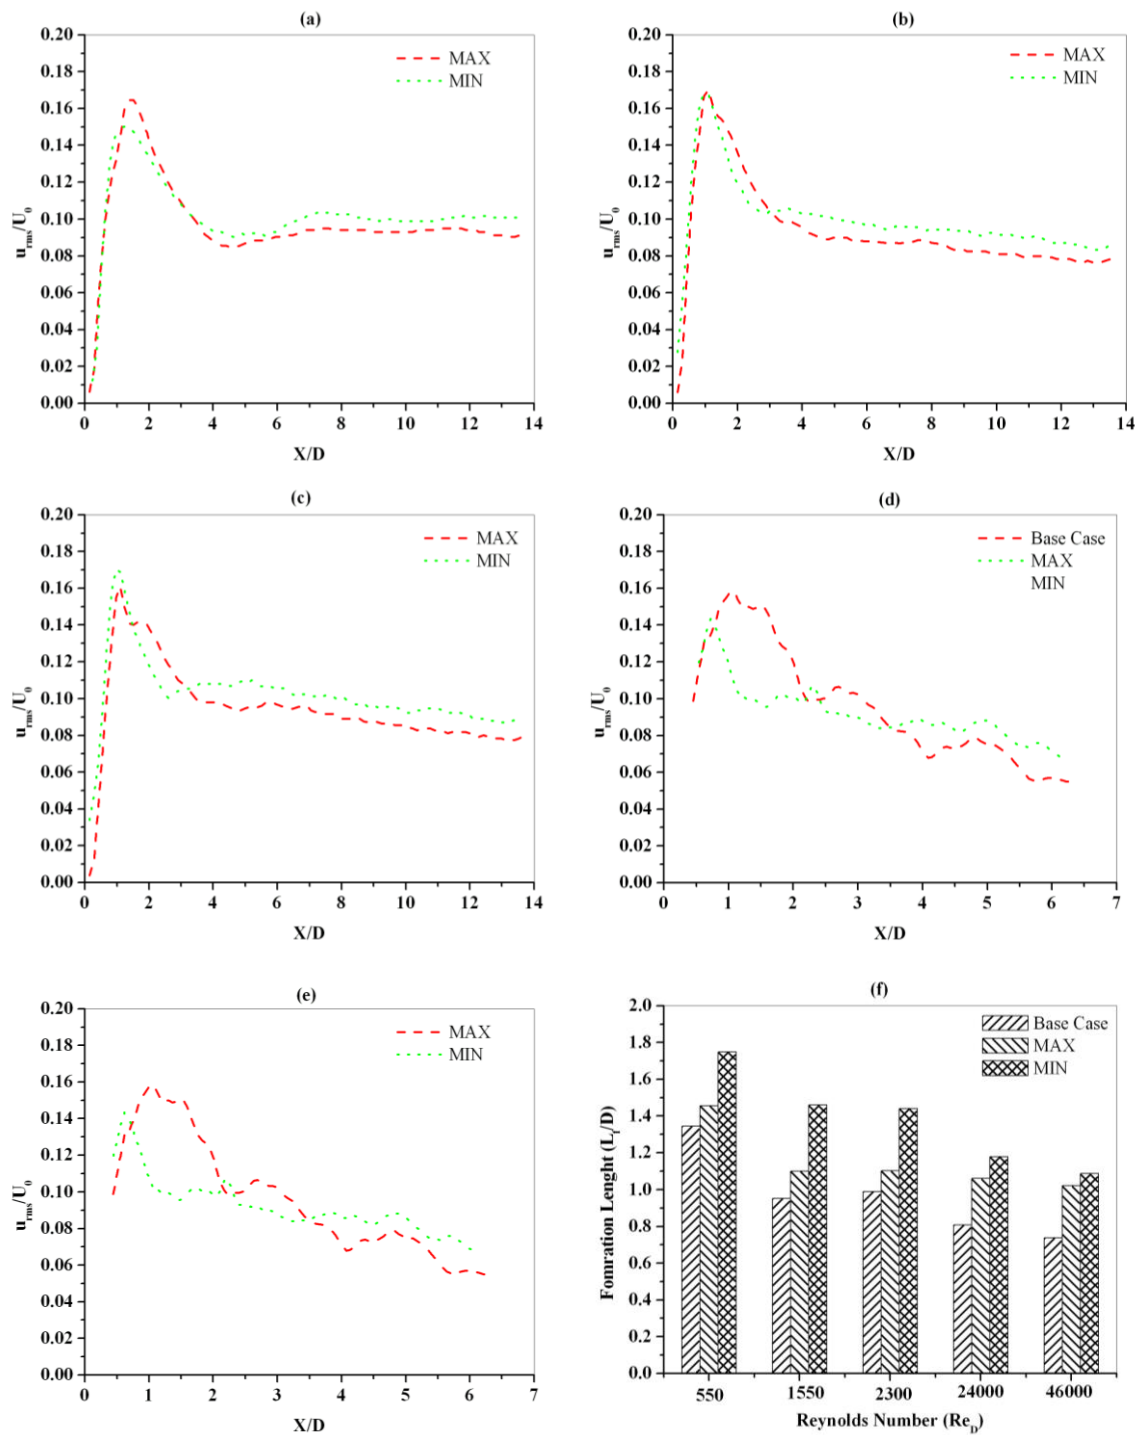 (a)
0.20
0.18
0.16
0.14
0.12
0.10
0.08
0.06
0.04
0.02
0.00
u_rms/U_0
MAX
MIN
0 2 4 6 8 10 12 14
X/D
(b)
0.20
0.18
0.16
0.14
0.12
0.10
0.08
0.06
0.04
0.02
0.00
u_rms/U_0
MAX
MIN
0 2 4 6 8 10 12 14
X/D
(c)
0.20
0.18
0.16
0.14
0.12
0.10
0.08
0.06
0.04
0.02
0.00
u_rms/U_0
MAX
MIN
0 2 4 6 8 10 12 14
X/D
(d)
0.20
0.18
0.16
0.14
0.12
0.10
0.08
0.06
0.04
0.02
0.00
u_rms/U_0
Base Case
MAX
MIN
0 1 2 3 4 5 6 7
X/D
(e)
0.20
0.18
0.16
0.14
0.12
0.10
0.08
0.06
0.04
0.02
0.00
u_rms/U_0
MAX
MIN
0 1 2 3 4 5 6 7
X/D
(f)
2.0
1.8
1.6
1.4
1.2
1.0
0.8
0.6
0.4
0.2
0.0
Fomration Lenght (L_f/D)
Base Case
MAX
MIN
550 1550 2300 24000 46000
Reynolds Number (Re_D)